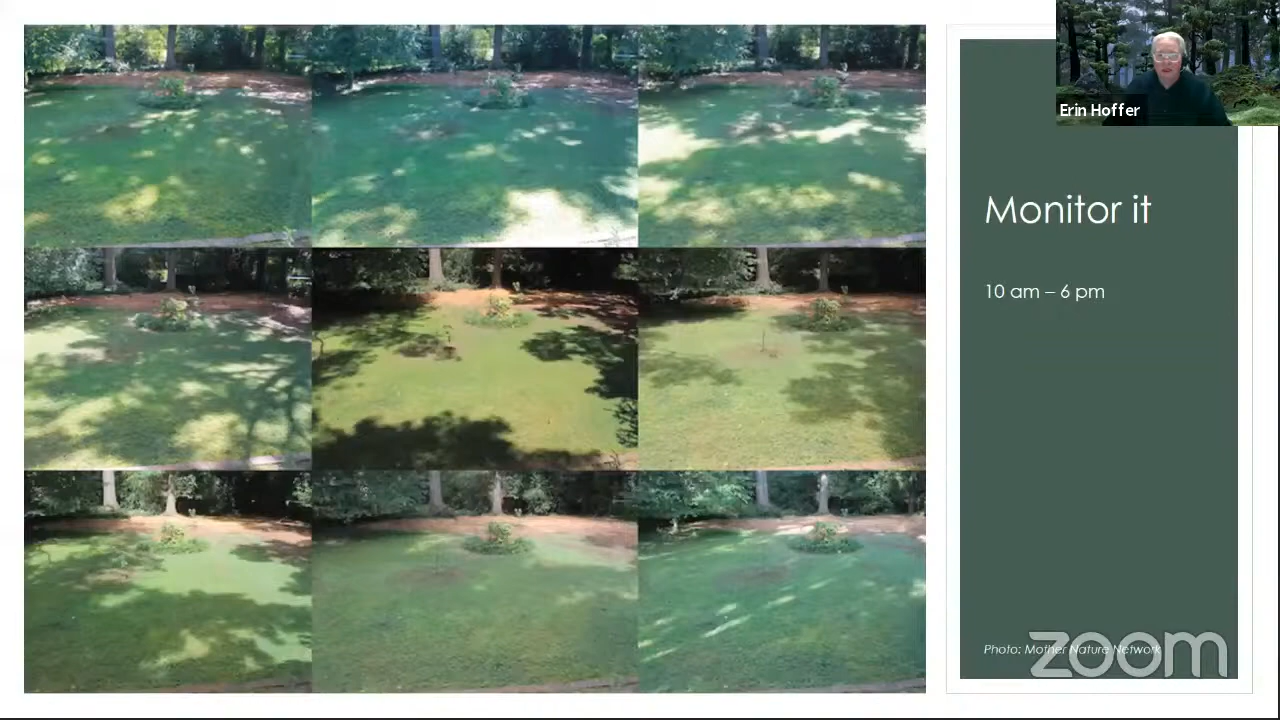 Erin Hoffer
Monitor it
10 am – 6 pm
Photo: Mother Nature Network
zoom